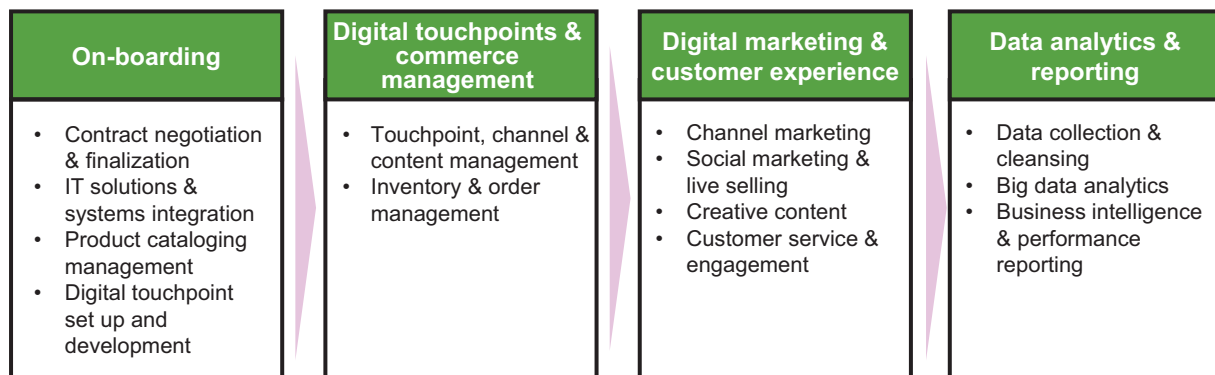 On-boarding
• Contract negotiation
& finalization
• IT solutions &
systems integration
• Product cataloging
management
• Digital touchpoint
set up and
development
Digital touchpoints &
commerce
management
• Touchpoint, channel &
content management
• Inventory & order
management
Digital marketing &
customer experience
• Channel marketing
• Social marketing &
live selling
• Creative content
• Customer service &
engagement
Data analytics &
reporting
• Data collection &
cleansing
• Big data analytics
• Business intelligence
& performance
reporting